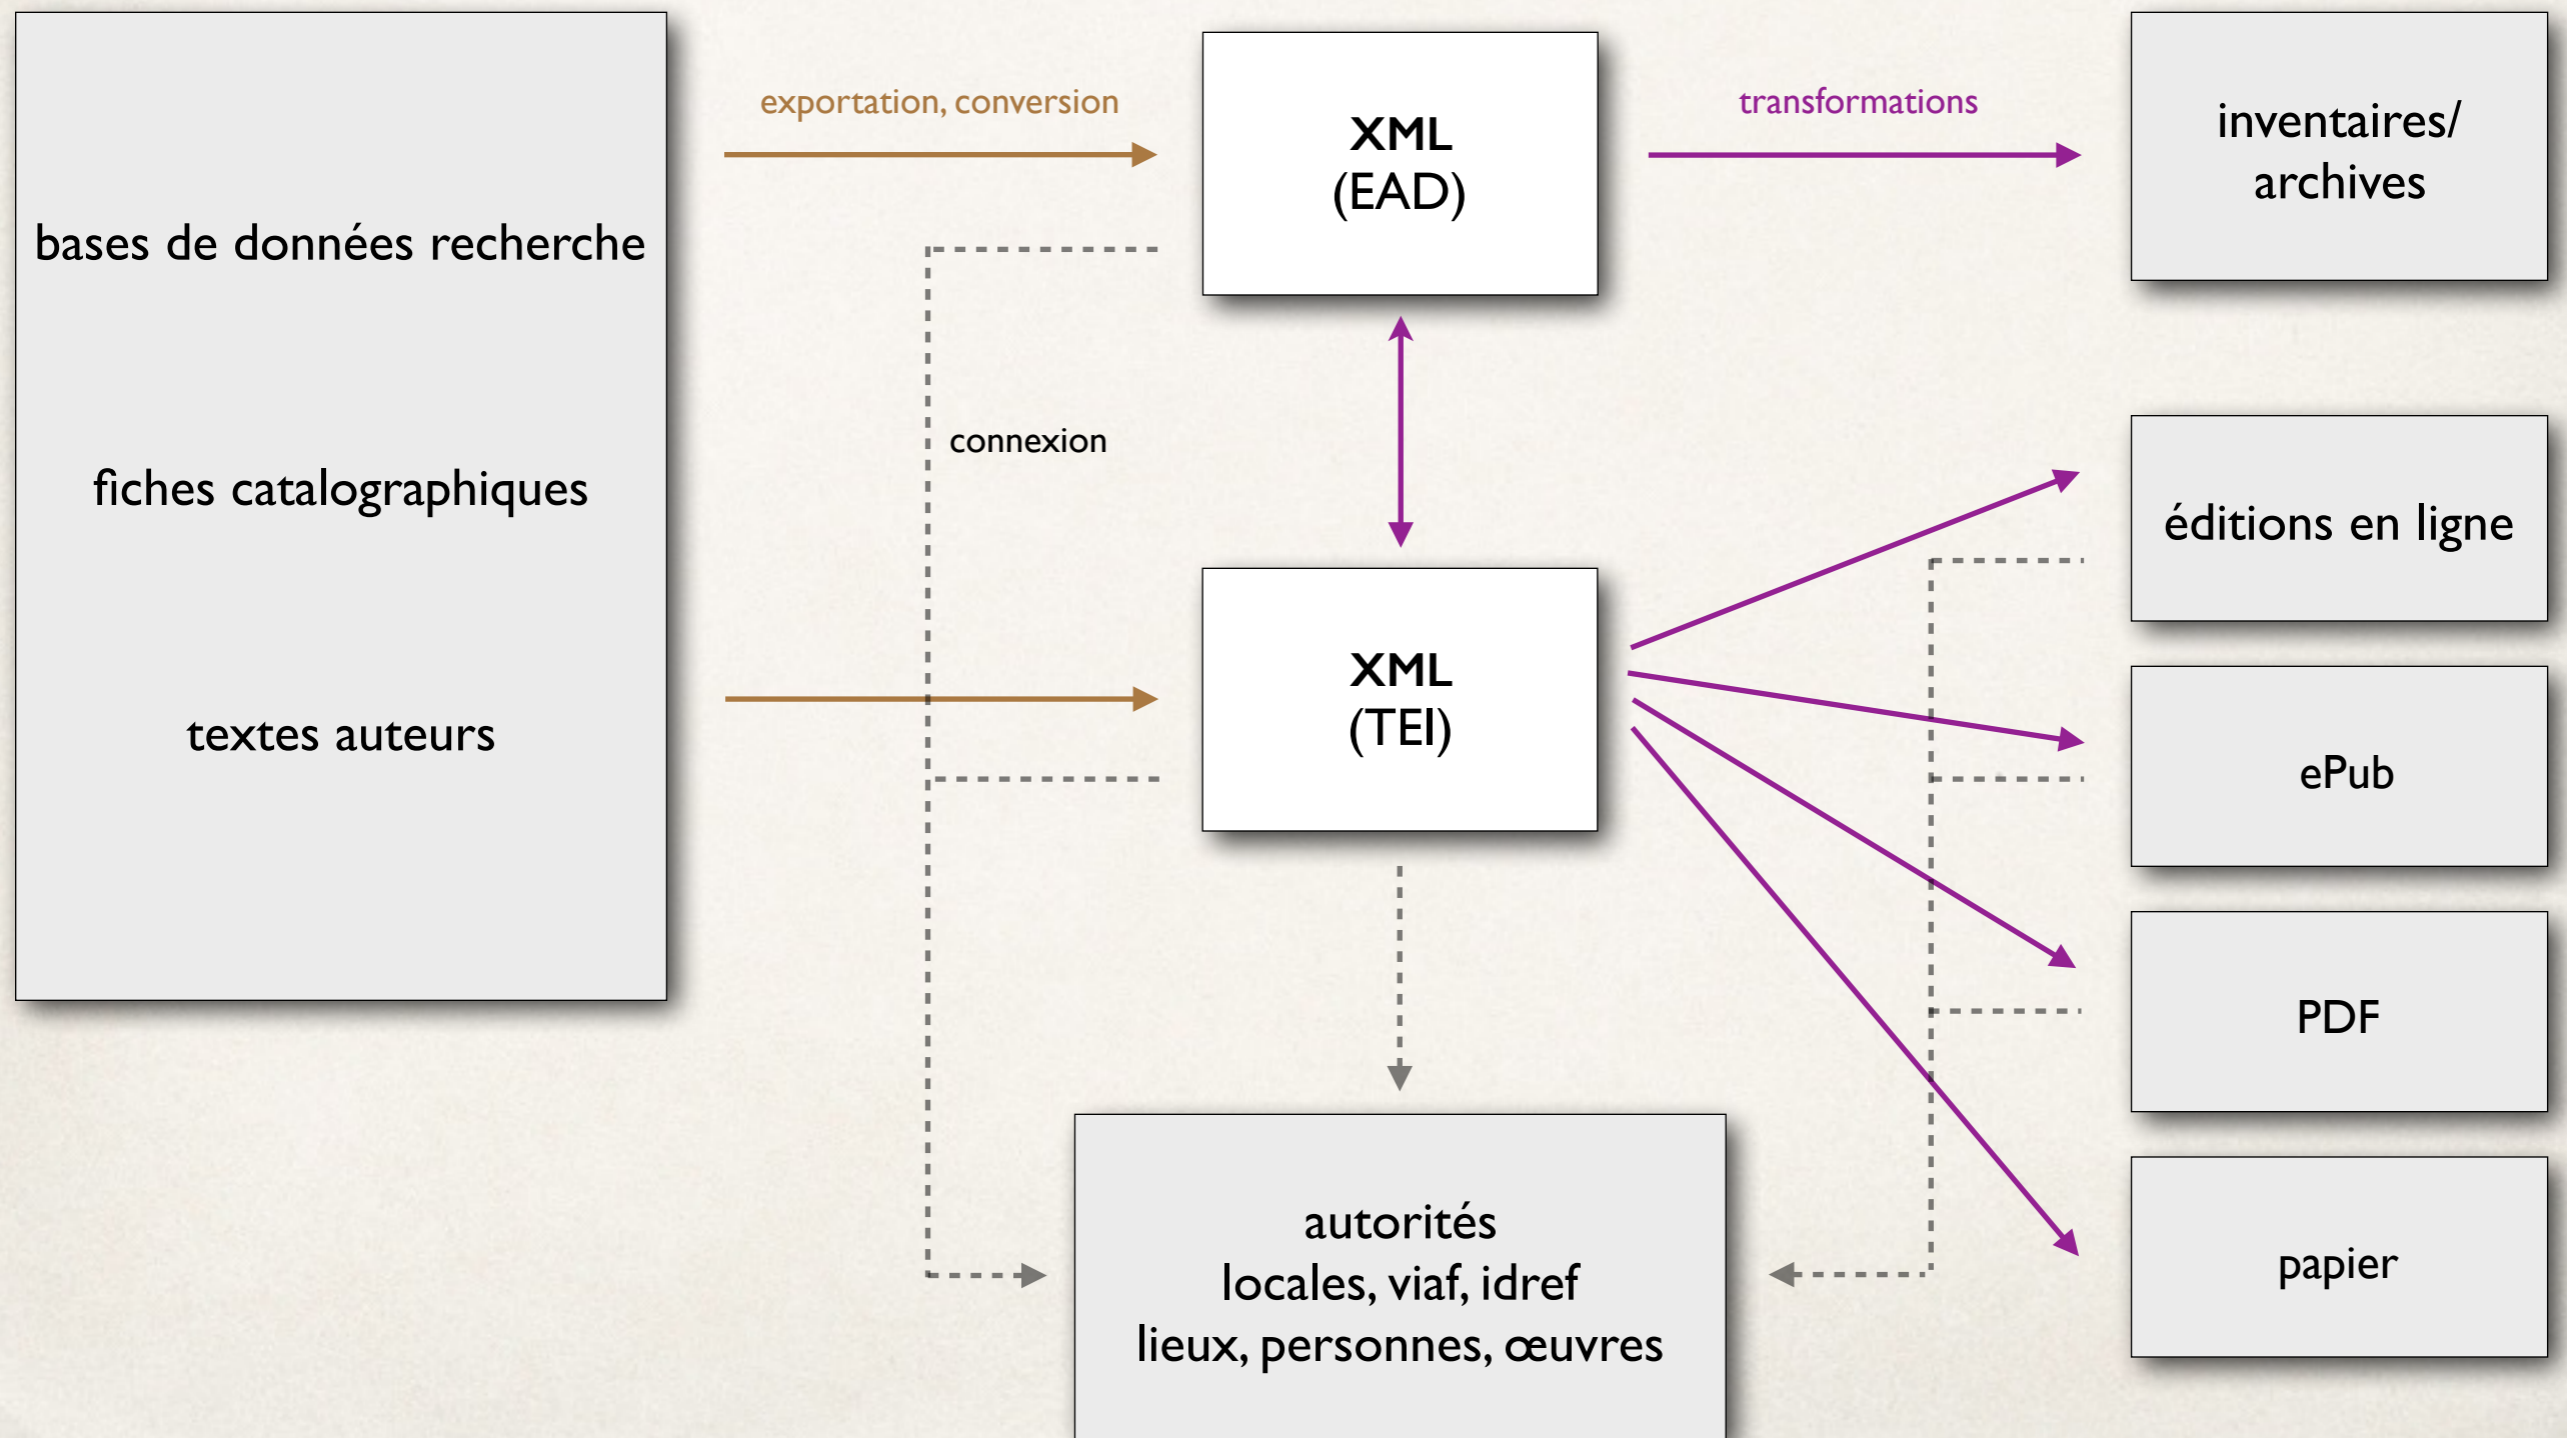 bases de données recherche
fiches catalographiques
textes auteurs
exportation, conversion
connexion
XML
(EAD)
XML
(TEI)
autorités
locales, viaf, idref
lieux, personnes, œuvres
transformations
inventaires/
archives
éditions en ligne
ePub
PDF
papier